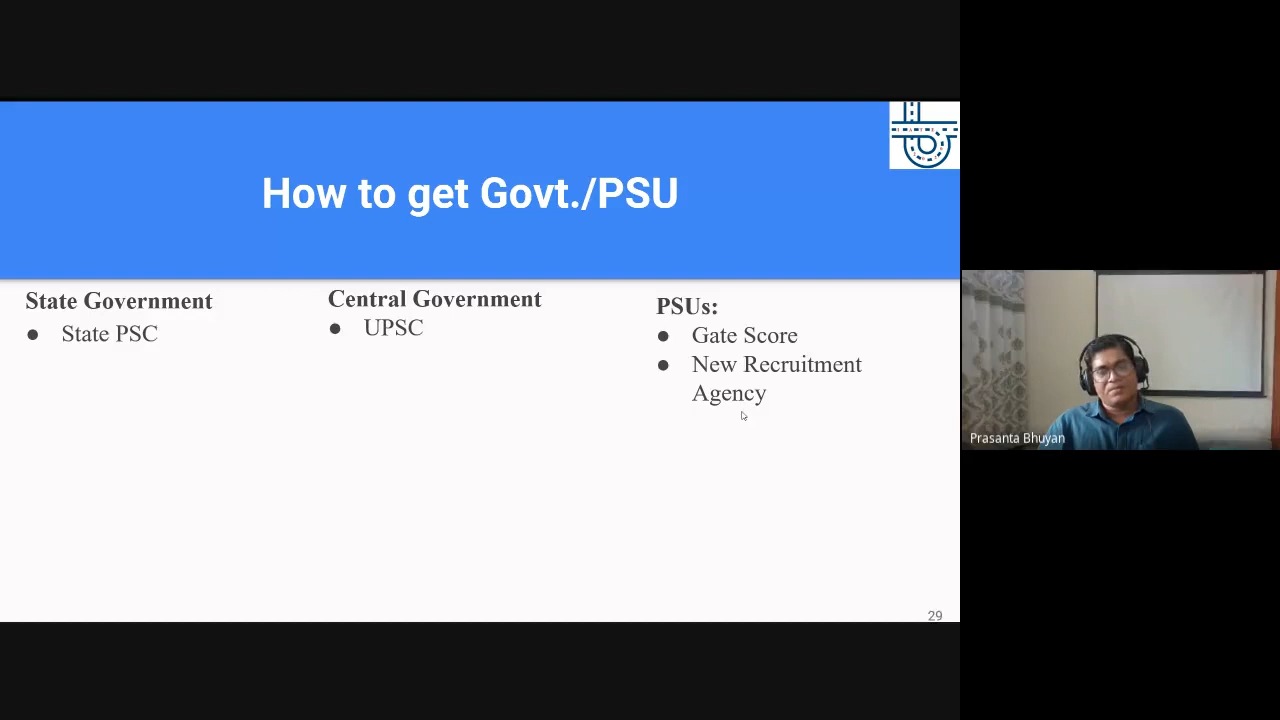 How to get Govt./PSU
State Government
● State PSC
Central Government
● UPSC
PSUs:
● Gate Score
● New Recruitment
Agency
29
Prasanta Bhuyan